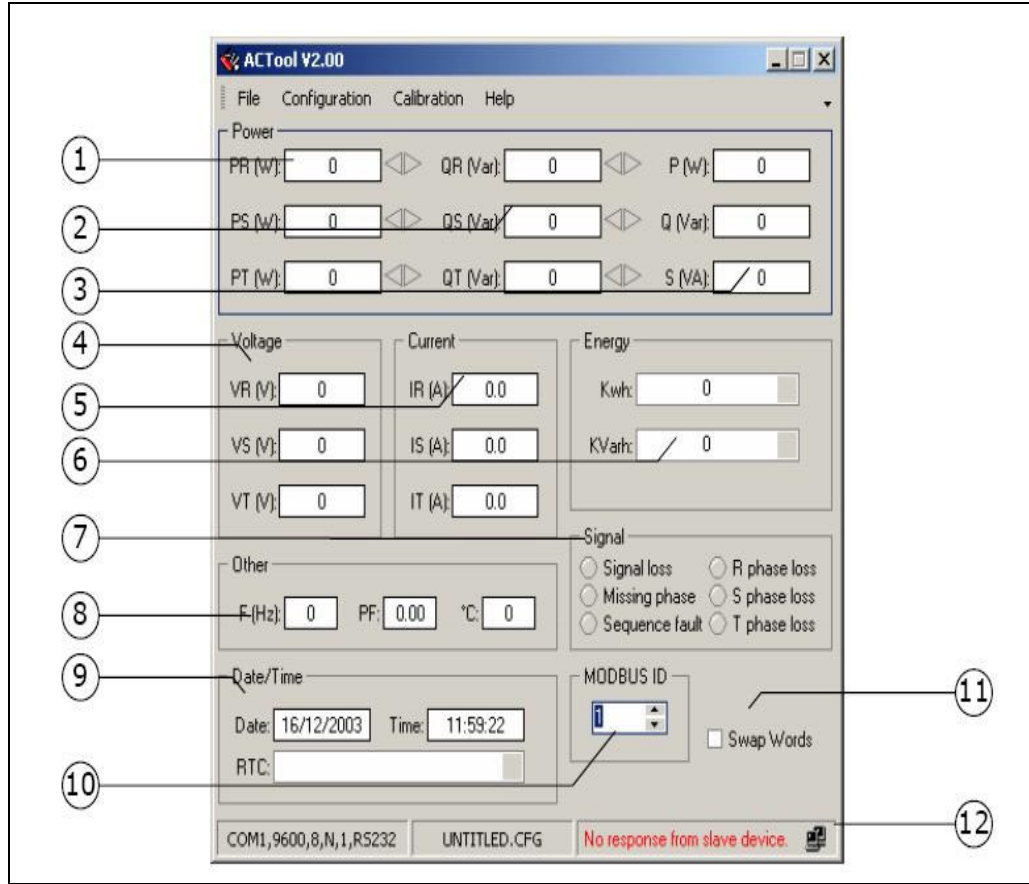 ACTool V2.00
File Configuration Calibration Help
Power
1
PR (W): 0 QR (Var): 0 P (W): 0
2
PS (W): 0 QS (Var): 0 Q (Var): 0
3
PT (W): 0 QT (Var): 0 S (VA): 0
4
Voltage Current Energy
VR (V): 0 IR (A): 0.0 Kwh: 0
5
VS (V): 0 IS (A): 0.0 KVarh: 0
6
VT (V): 0 IT (A): 0.0
7
Signal
Signal loss R phase loss
Missing phase S phase loss
Sequence fault T phase loss
Other
8
F (Hz): 0 PF: 0.00 °C: 0
9
Date/Time MODBUS ID
11
Date: 16/12/2003 Time: 11:59:22 1
Swap Words
RTC:
10
12
COM1,9600,8,N,1,RS232 UNTITLED.CFG No response from slave device.